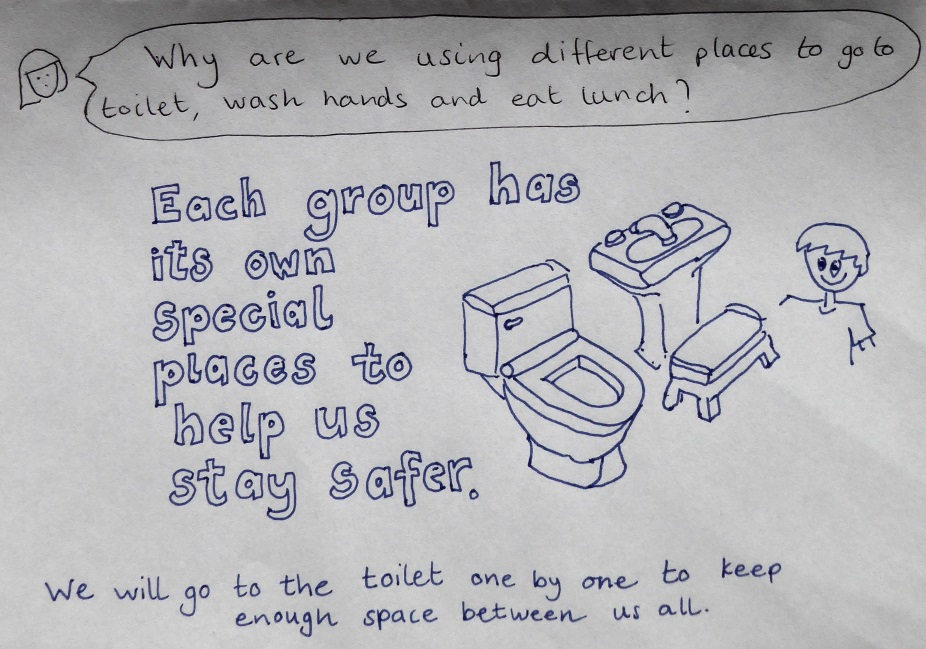 Why are we using different places to go to
toilet, wash hands and eat lunch?
Each group has
its own
special
places to
help us
stay safer.
We will go to the toilet one by one to keep
enough space between us all.